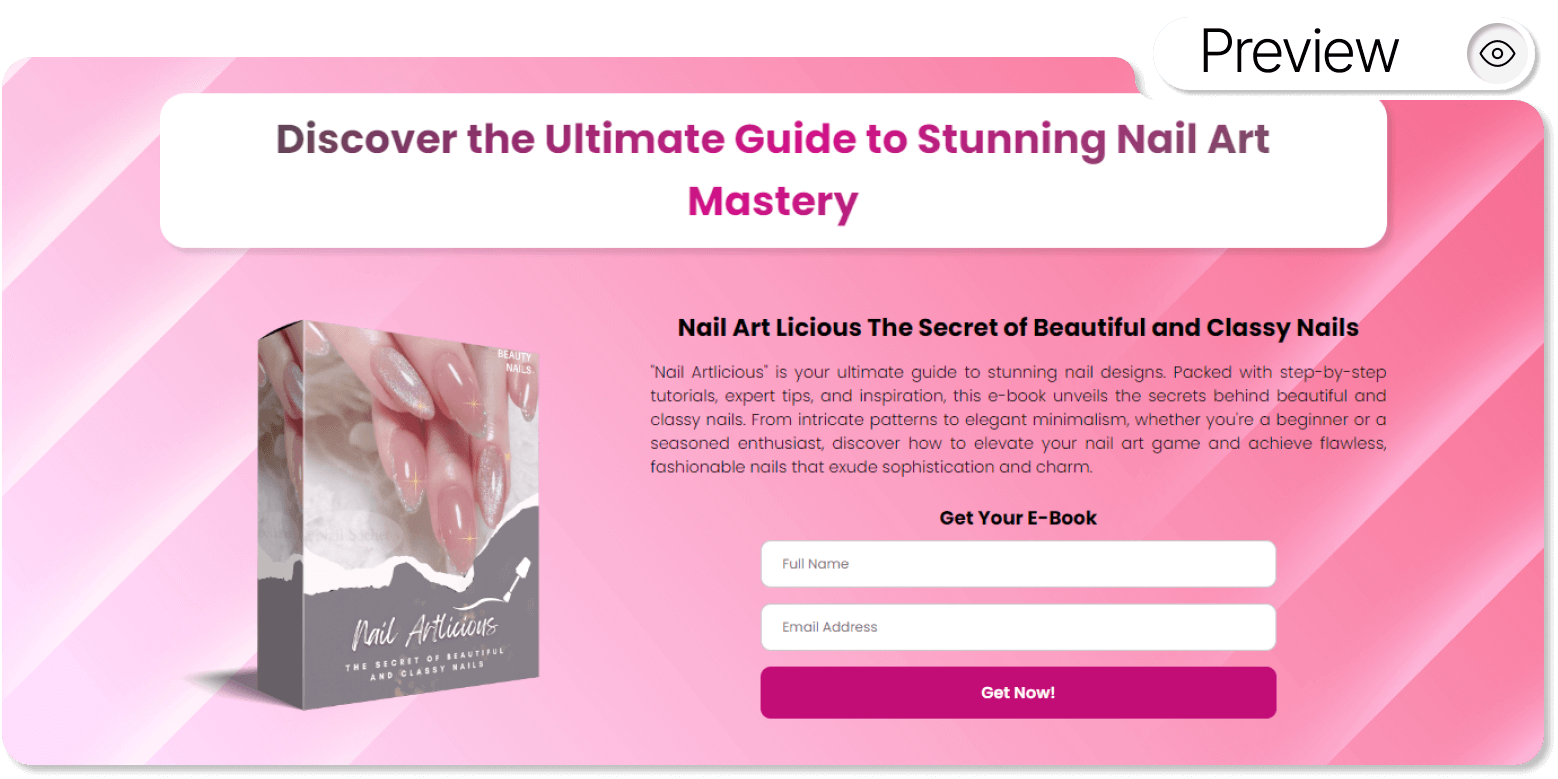 Preview
Discover the Ultimate Guide to Stunning Nail Art
Mastery
BEAUTY
NAILS
Nail Artlicious
THE SECRET OF BEAUTIFUL
AND CLASSY NAILS
Nail Art Licious The Secret of Beautiful and Classy Nails
"Nail Artlicious" is your ultimate guide to stunning nail designs. Packed with step-by-step
tutorials, expert tips, and inspiration, this e-book unveils the secrets behind beautiful and
classy nails. From intricate patterns to elegant minimalism, whether you're a beginner or a
seasoned enthusiast, discover how to elevate your nail art game and achieve flawless,
fashionable nails that exude sophistication and charm.
Get Your E-Book
Full Name
Email Address
Get Now!